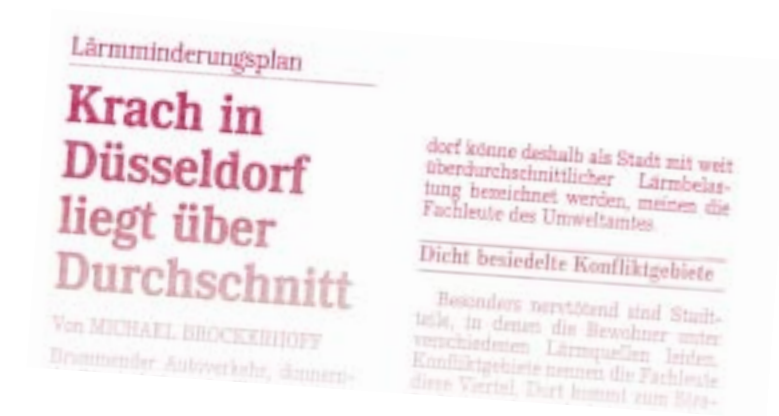 Lärmminderungsplan
Krach in
Düsseldorf
liegt über
Durchschnitt
Von MICHAEL BROCKERHOFF
Brummender Autoverkehr, donnern-
dorf könne deshalb als Stadt mit weit
überdurchschnittlicher Lärmbelas-
tung bezeichnet werden, meinen die
Fachleute des Umweltamtes.
Dicht besiedelte Konfliktgebiete
Besonders nervtötend sind Stadt-
teile, in denen die Bewohner unter
verschiedenen Lärmquellen leiden.
Konfliktgebiete nennen die Fachleute
diese Viertel. Dort kommt zum Stra-